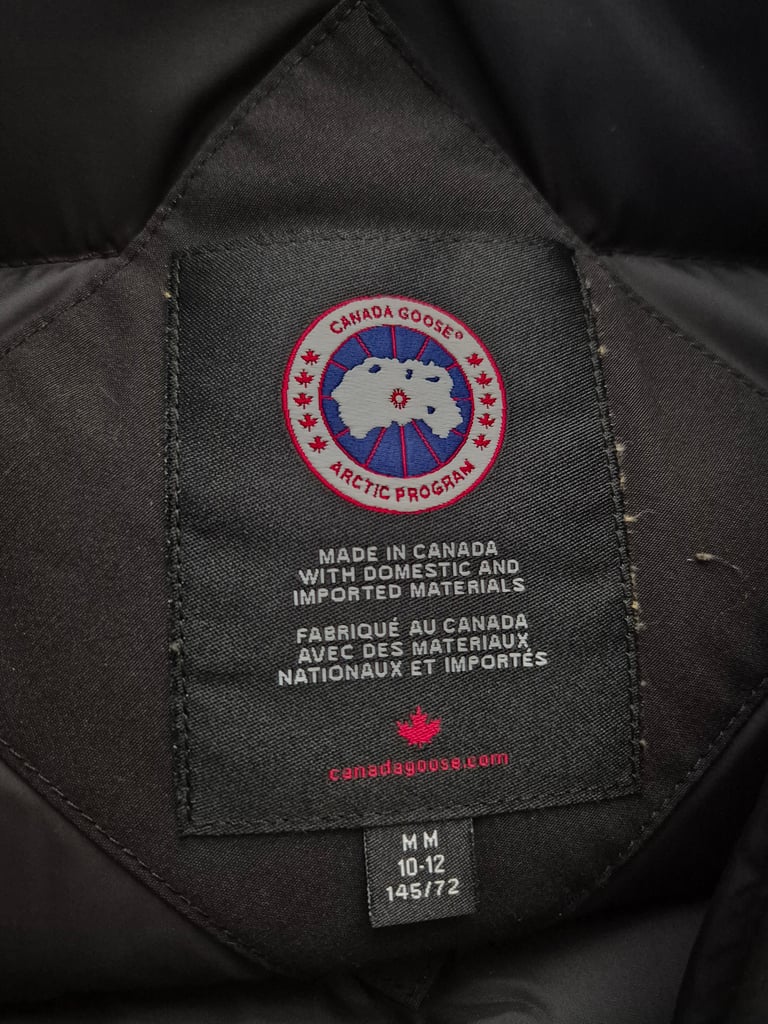 CANADA GOOSE®
ARCTIC PROGRAM
MADE IN CANADA
WITH DOMESTIC AND
IMPORTED MATERIALS
FABRIQUÉ AU CANADA
AVEC DES MATERIAUX
NATIONAUX ET IMPORTÉS
canadagoose.com
M M
10-12
145/72